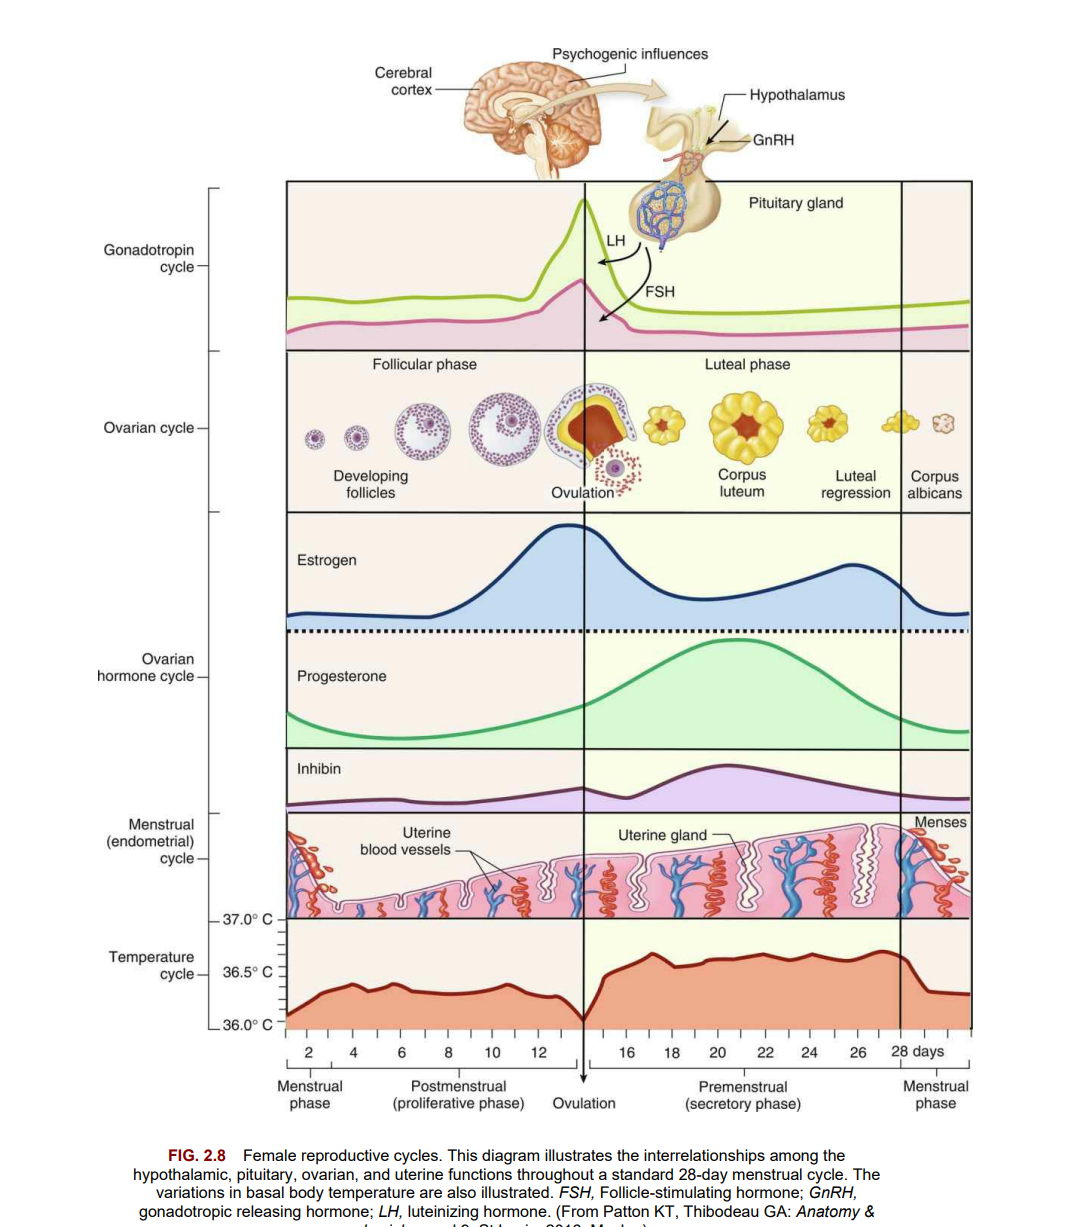 Psychogenic influences
Cerebral
cortex
Hypothalamus
GnRH
Pituitary gland
Gonadotropin
cycle
LH
FSH
Follicular phase
Luteal phase
Ovarian cycle
Developing
follicles
Ovulation
Corpus
luteum
Luteal
regression
Corpus
albicans
Estrogen
Ovarian
hormone cycle
Progesterone
Inhibin
Menstrual
(endometrial)
cycle
Uterine
blood vessels
Uterine gland
Menses
37.0° C
Temperature
cycle
36.5° C
36.0° C
2 4 6 8 10 12 16 18 20 22 24 26 28 days
Menstrual
phase
Postmenstrual
(proliferative phase)
Ovulation
Premenstrual
(secretory phase)
Menstrual
phase
FIG. 2.8 Female reproductive cycles. This diagram illustrates the interrelationships among the
hypothalamic, pituitary, ovarian, and uterine functions throughout a standard 28-day menstrual cycle. The
variations in basal body temperature are also illustrated. FSH, Follicle-stimulating hormone; GnRH,
gonadotropic releasing hormone; LH, luteinizing hormone. (From Patton KT, Thibodeau GA: Anatomy &